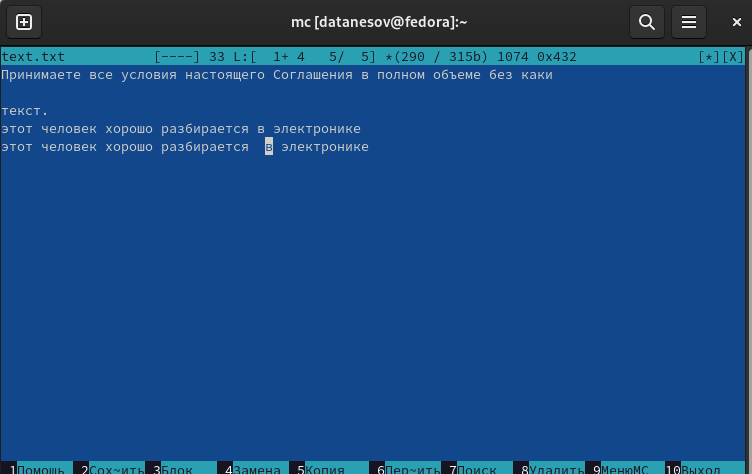 mc [datanesov@fedora]:~
text.txt [----] 33 L:[ 1+ 4 5/ 5] *(290 / 315b) 1074 0x432 [*][X]
Принимаете все условия настоящего Соглашения в полном объеме без каки
текст.
этот человек хорошо разбирается в электронике
этот человек хорошо разбирается  в электронике
1Помощь 2Сох~ить 3Блок 4Замена 5Копия 6Пер~ить 7Поиск 8Удалить 9МенюМС 10Выход